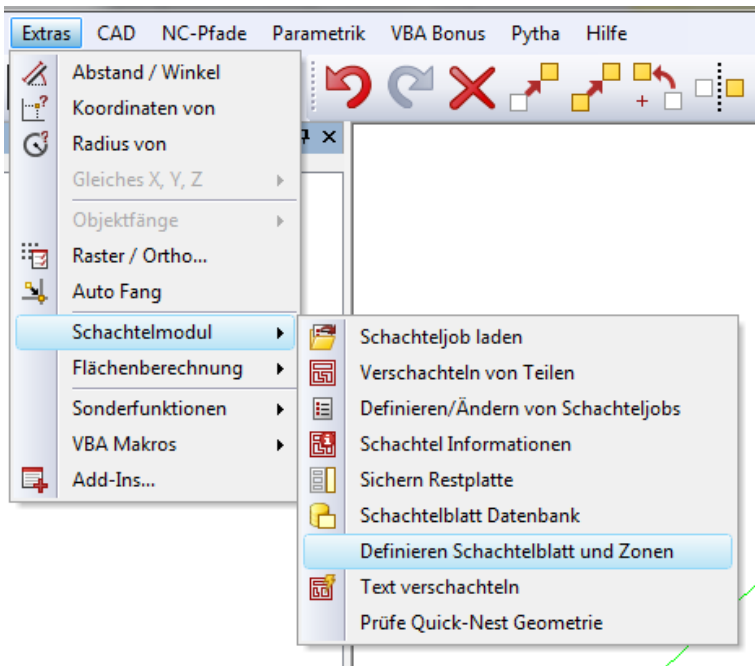 Extras CAD NC-Pfade Parametrik VBA Bonus Pytha Hilfe
Abstand / Winkel
Koordinaten von
Radius von
Gleiches X, Y, Z
Objektfänge
Raster / Ortho...
Auto Fang
Schachtelmodul
Flächenberechnung
Sonderfunktionen
VBA Makros
Add-Ins...
Schachteljob laden
Verschachteln von Teilen
Definieren/Ändern von Schachteljobs
Schachtel Informationen
Sichern Restplatte
Schachtelblatt Datenbank
Definieren Schachtelblatt und Zonen
Text verschachteln
Prüfe Quick-Nest Geometrie